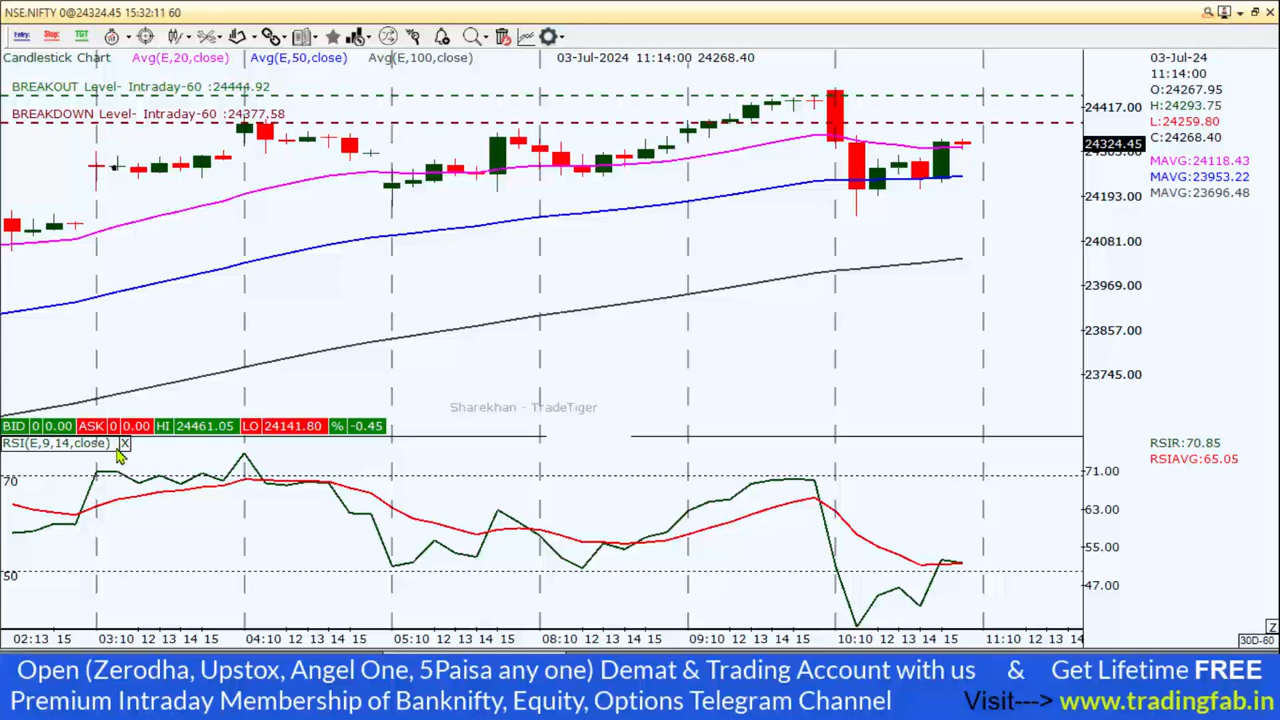 NSE.NIFTY 0@24324.45 15:32:11 60
Entry: Stop: TGT
Candlestick Chart Avg(E,20,close) Avg(E,50,close) Avg(E,100,close) 03-Jul-2024 11:14:00 24268.40
03-Jul-24
11:14:00
O:24267.95
H:24293.75
L:24259.80
C:24268.40
MAVG:24118.43
MAVG:23953.22
MAVG:23696.48
BREAKOUT Level- Intraday-60 :24444.92
BREAKDOWN Level- Intraday-60 :24377.58
24417.00
24324.45
24193.00
24081.00
23969.00
23857.00
23745.00
Sharekhan - TradeTiger
BID 0 0.00 ASK 0 0.00 HI 24461.05 LO 24141.80 % -0.45
RSI(E,9,14,close) X
RSIR:70.85
RSIAVG:65.05
70
50
71.00
63.00
55.00
47.00
02:13 15 03:10 12 13 14 15 04:10 12 13 14 15 05:10 12 13 14 15 08:10 12 13 14 15 09:10 12 13 14 15 10:10 12 13 14 15 11:10 12 13 14
Z
30D-60
Open (Zerodha, Upstox, Angel One, 5Paisa any one) Demat & Trading Account with us & Get Lifetime FREE
Premium Intraday Membership of Banknifty, Equity, Options Telegram Channel Visit---> www.tradingfab.in